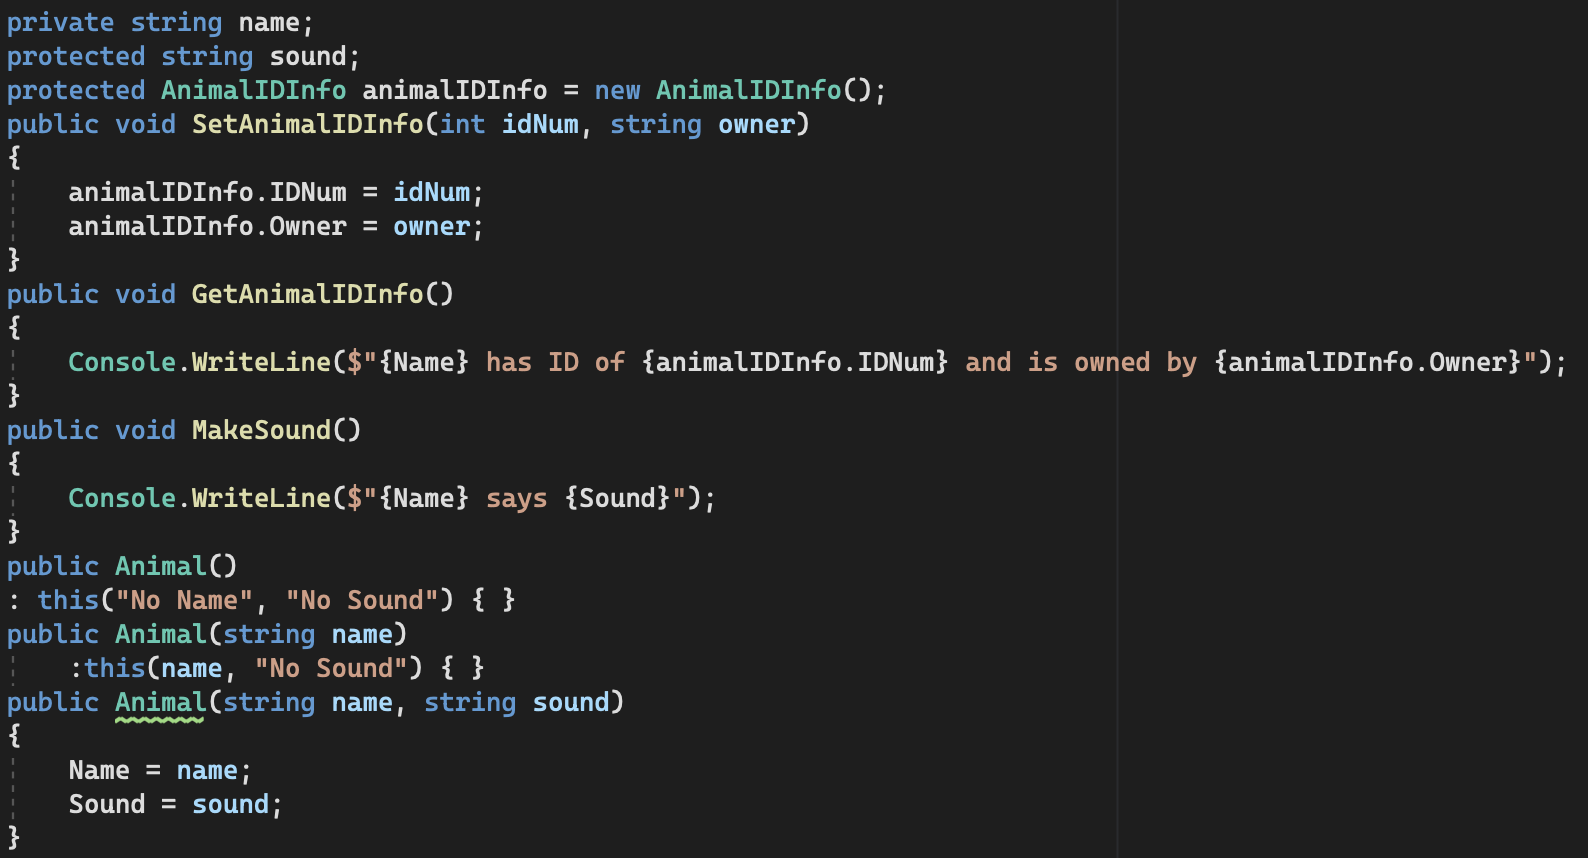 private string name;
protected string sound;
protected AnimalIDInfo animalIDInfo = new AnimalIDInfo();
public void SetAnimalIDInfo(int idNum, string owner)
{
    animalIDInfo.IDNum = idNum;
    animalIDInfo.Owner = owner;
}
public void GetAnimalIDInfo()
{
    Console.WriteLine($"{Name} has ID of {animalIDInfo.IDNum} and is owned by {animalIDInfo.Owner}");
}
public void MakeSound()
{
    Console.WriteLine($"{Name} says {Sound}");
}
public Animal()
: this("No Name", "No Sound") { }
public Animal(string name)
    :this(name, "No Sound") { }
public Animal(string name, string sound)
{
    Name = name;
    Sound = sound;
}